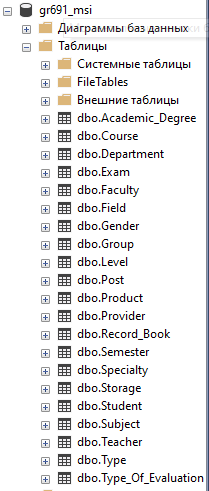 gr691_msi
Диаграммы баз данных
Таблицы
Системные таблицы
FileTables
Внешние таблицы
dbo.Academic_Degree
dbo.Course
dbo.Department
dbo.Exam
dbo.Faculty
dbo.Field
dbo.Gender
dbo.Group
dbo.Level
dbo.Post
dbo.Product
dbo.Provider
dbo.Record_Book
dbo.Semester
dbo.Specialty
dbo.Storage
dbo.Student
dbo.Subject
dbo.Teacher
dbo.Type
dbo.Type_Of_Evaluation